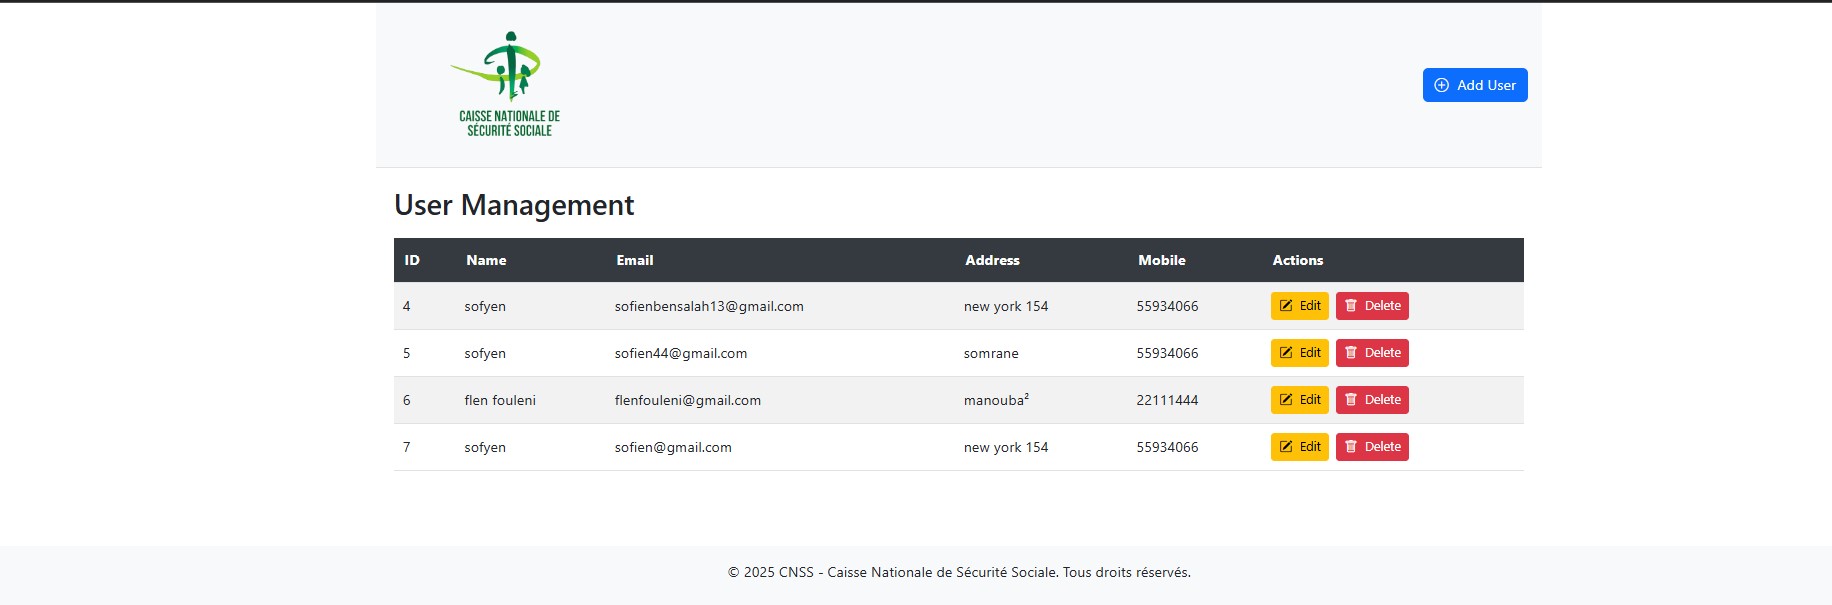 CAISSE NATIONALE DE
SÉCURITÉ SOCIALE
Add User
User Management
ID Name Email Address Mobile Actions
4 sofyen sofienbensalah13@gmail.com new york 154 55934066 Edit Delete
5 sofyen sofien44@gmail.com somrane 55934066 Edit Delete
6 flen fouleni flenfouleni@gmail.com manouba² 22111444 Edit Delete
7 sofyen sofien@gmail.com new york 154 55934066 Edit Delete
© 2025 CNSS - Caisse Nationale de Sécurité Sociale. Tous droits réservés.